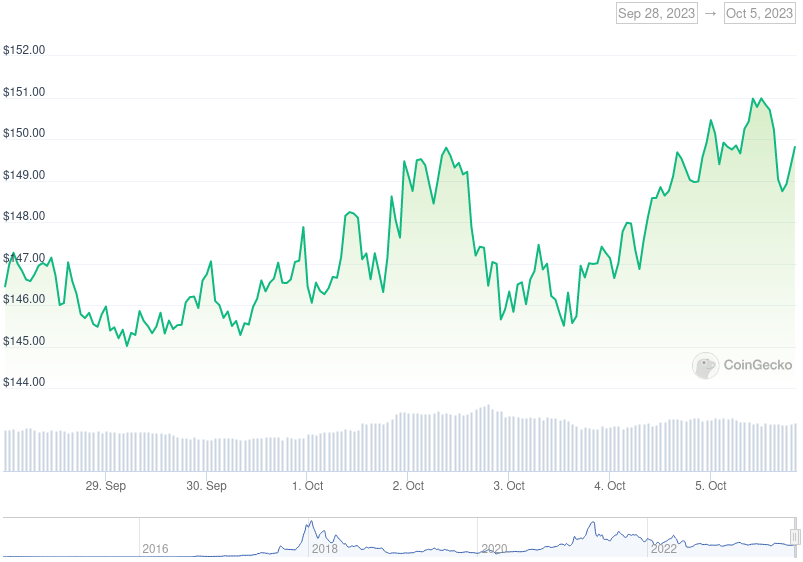 Sep 28, 2023 → Oct 5, 2023
$152.00
$151.00
$150.00
$149.00
$148.00
$147.00
$146.00
$145.00
$144.00
CoinGecko
29. Sep 30. Sep 1. Oct 2. Oct 3. Oct 4. Oct 5. Oct
2016 2018 2020 2022